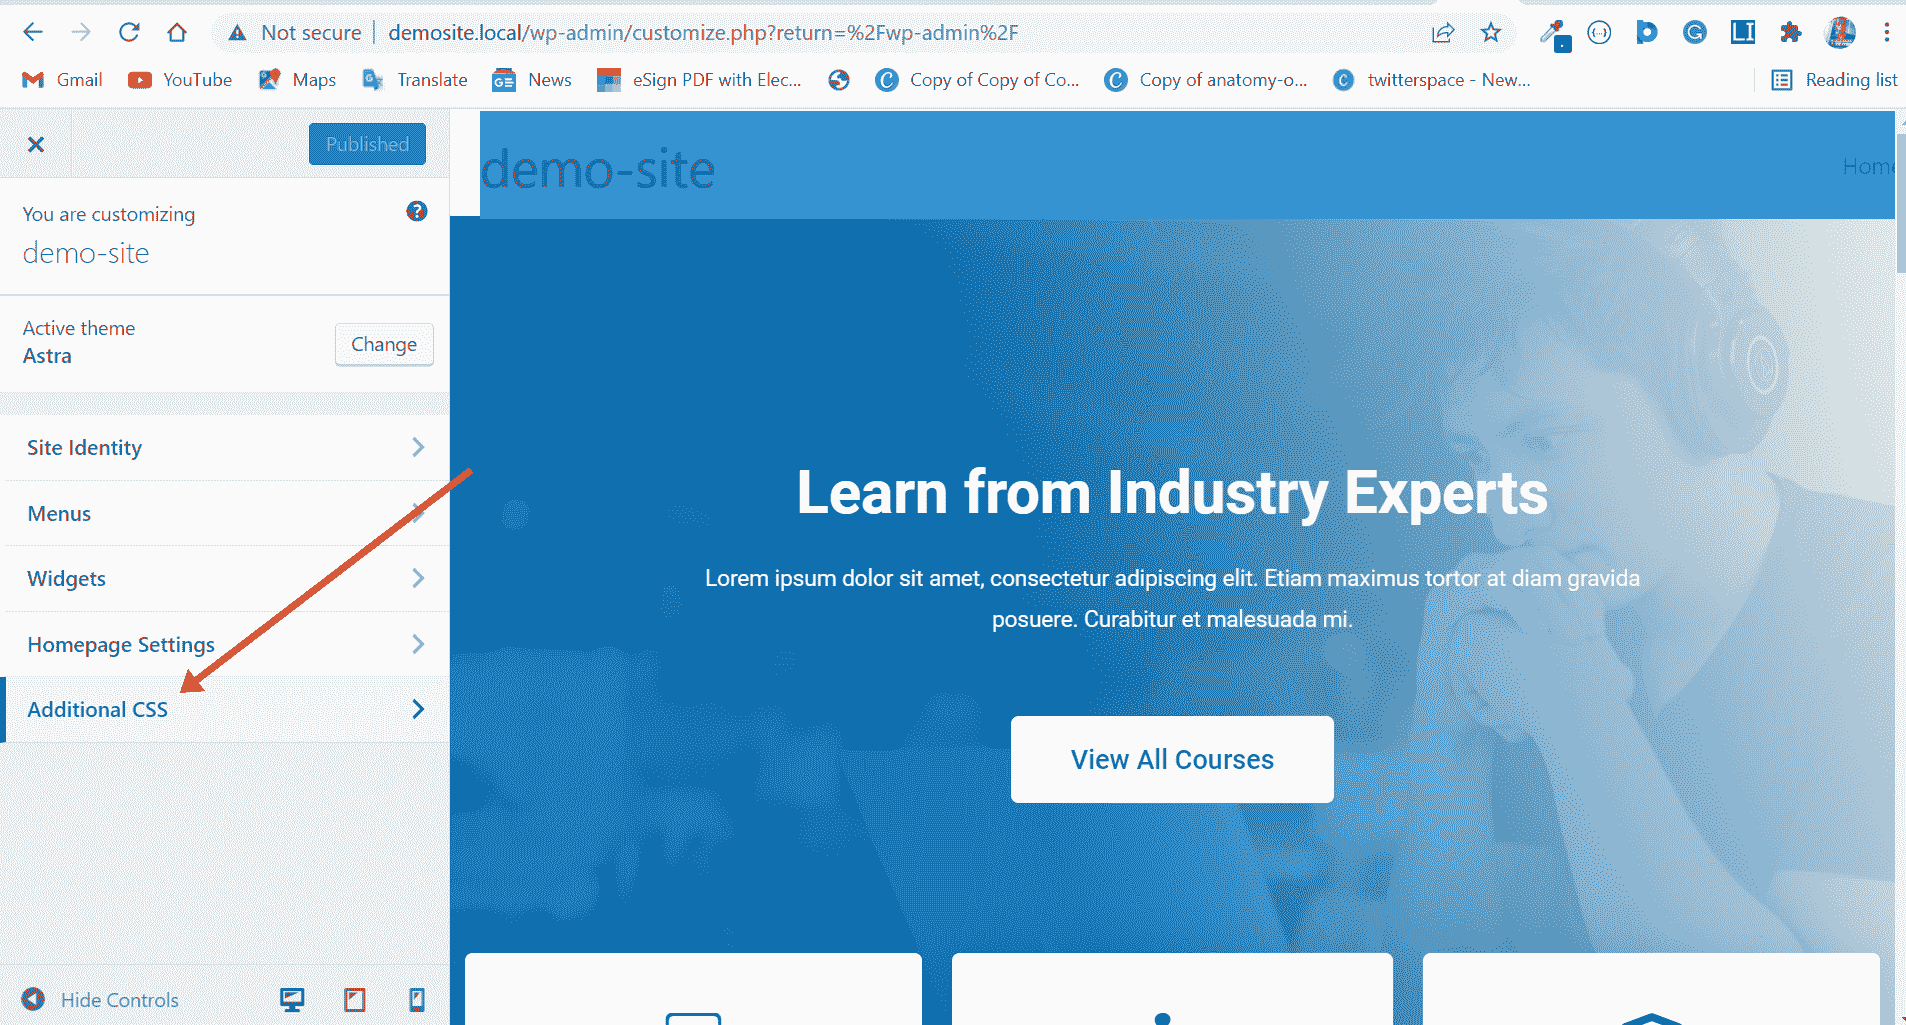 Not secure demosite.local/wp-admin/customize.php?return=%2Fwp-admin%2F
Gmail YouTube Maps Translate News eSign PDF with Elec... Copy of Copy of Co... Copy of anatomy-o... twitterspace - New... Reading list
Published
demo-site
Home
You are customizing
demo-site
Active theme
Astra
Change
Site Identity
Menus
Widgets
Homepage Settings
Additional CSS
Hide Controls
Learn from Industry Experts
Lorem ipsum dolor sit amet, consectetur adipiscing elit. Etiam maximus tortor at diam gravida
posuere. Curabitur et malesuada mi.
View All Courses